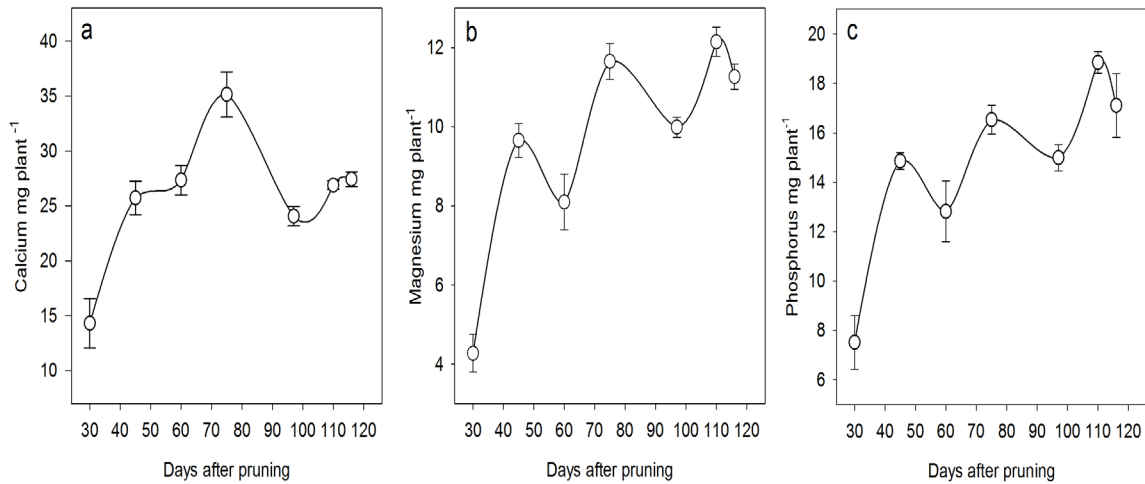 a
Calcium mg plant -1
40
35
30
25
20
15
10
30 40 50 60 70 80 90 100 110 120
Days after pruning
b
Magnesium mg plant -1
12
10
8
6
4
30 40 50 60 70 80 90 100 110 120
Days after pruning
c
Phosphorus mg plant -1
20
18
16
14
12
10
8
6
30 40 50 60 70 80 90 100 110 120
Days after pruning